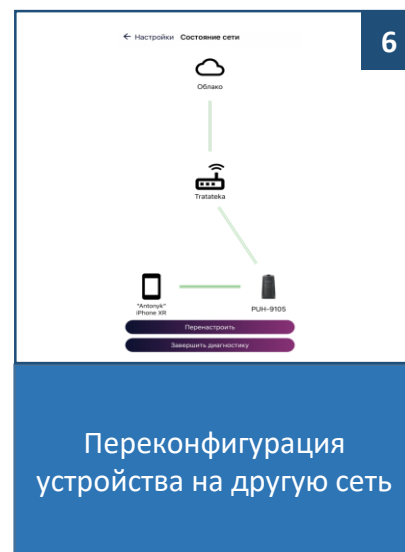 ← Настройки Состояние сети
6
Облако
Tratateka
"Antonyk"
iPhone XR
PUH-9105
Перенастроить
Завершить диагностику
Переконфигурация
устройства на другую сеть